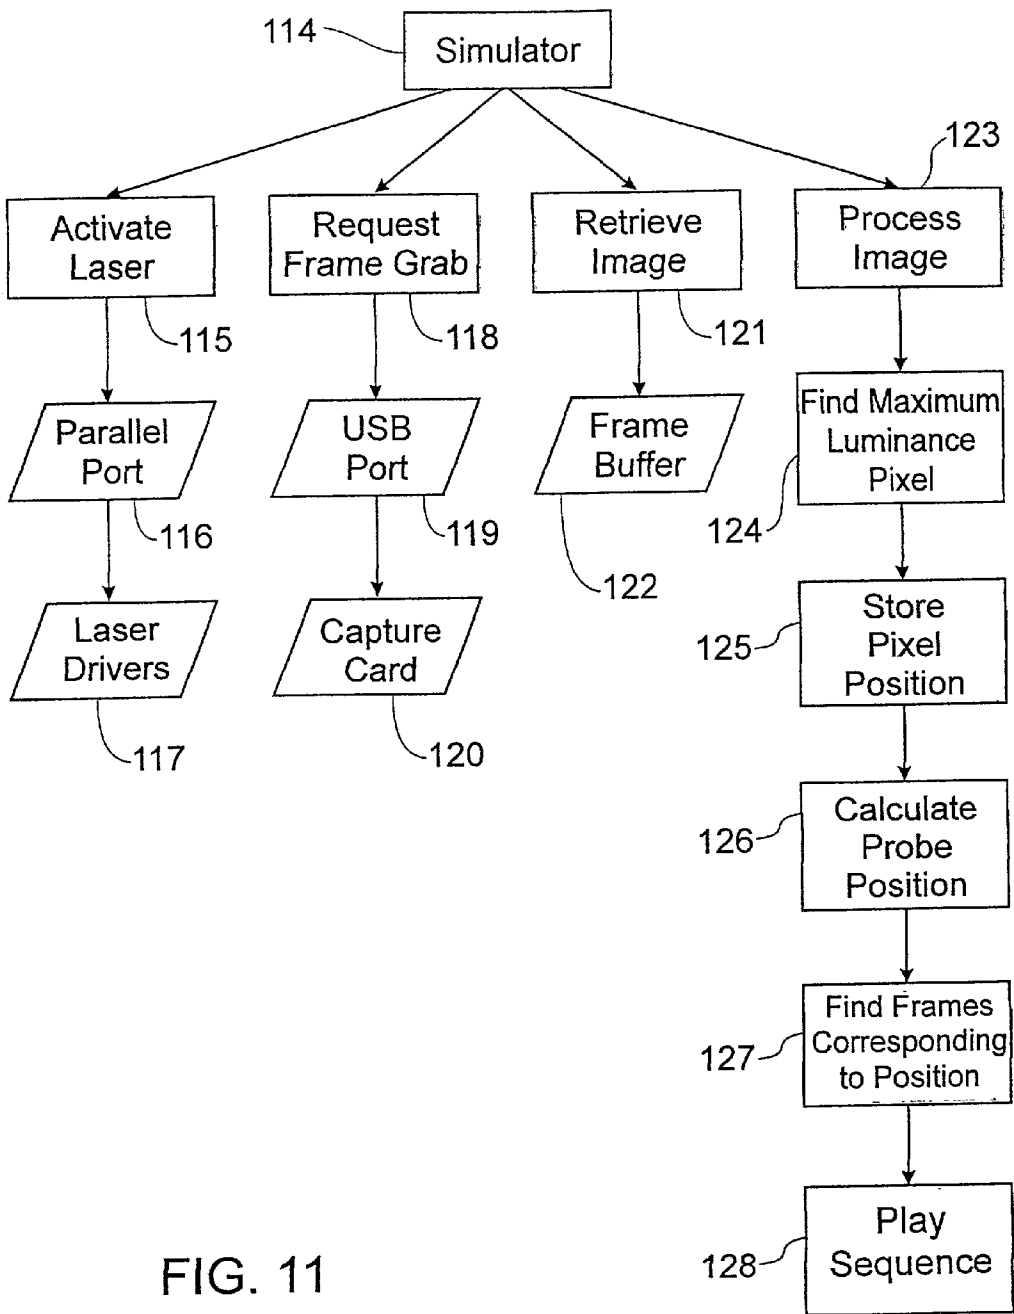 114
Simulator
123
Activate
Laser
Request
Frame Grab
Retrieve
Image
Process
Image
115
118
121
Parallel
Port
USB
Port
Frame
Buffer
Find Maximum
Luminance
Pixel
116
119
122
124
Laser
Drivers
Capture
Card
Store
Pixel
Position
125
117
120
Calculate
Probe
Position
126
Find Frames
Corresponding
to Position
127
Play
Sequence
128
FIG. 11